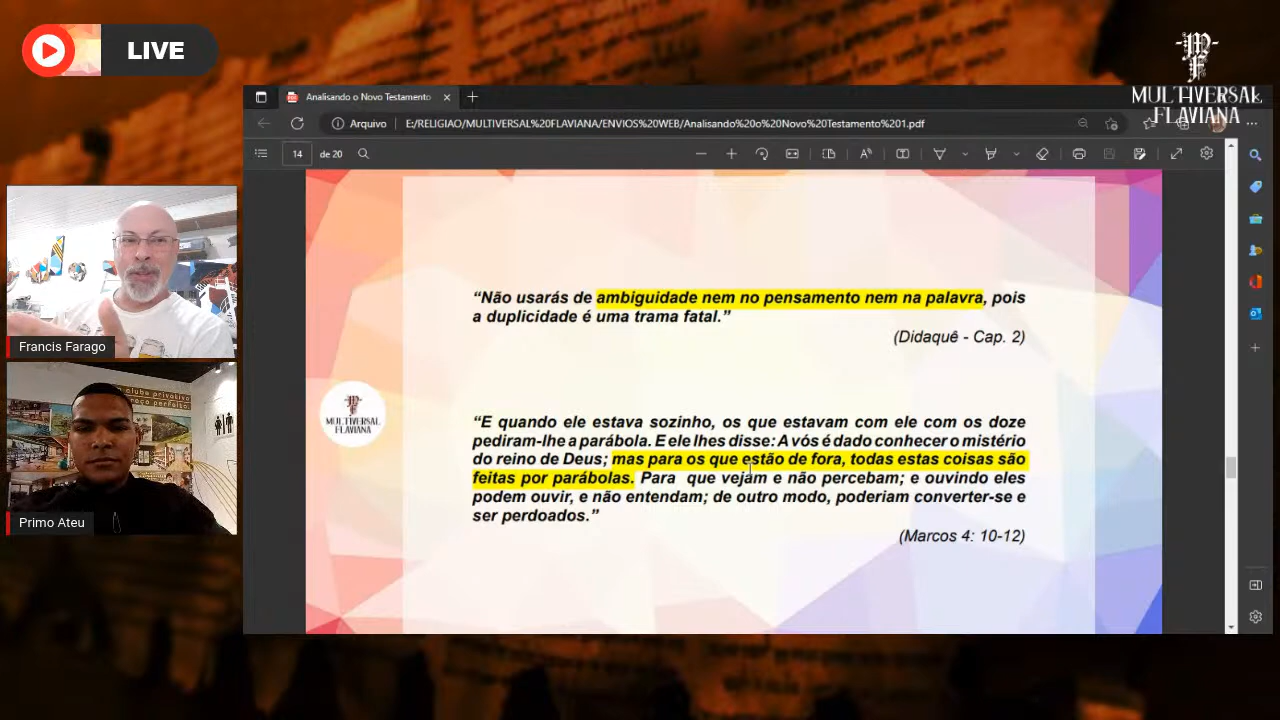 LIVE
MULTIVERSAL
FLAVIANA
Analisando o Novo Testamento
Arquivo
E:/RELIGIAO/MULTIVERSAL%20FLAVIANA/ENVIOS%20WEB/Analisando%20o%20Novo%20Testamento%201.pdf
14 de 20
“Não usarás de ambiguidade nem no pensamento nem na palavra, pois
a duplicidade é uma trama fatal.”
(Didaquê - Cap. 2)
“E quando ele estava sozinho, os que estavam com ele com os doze
pediram-lhe a parábola. E ele lhes disse: A vós é dado conhecer o mistério
do reino de Deus; mas para os que estão de fora, todas estas coisas são
feitas por parábolas. Para que vejam e não percebam; e ouvindo eles
podem ouvir, e não entendam; de outro modo, poderiam converter-se e
ser perdoados.”
(Marcos 4: 10-12)
MULTIVERSAL
FLAVIANA
Francis Farago
clube privativo
Primo Ateu